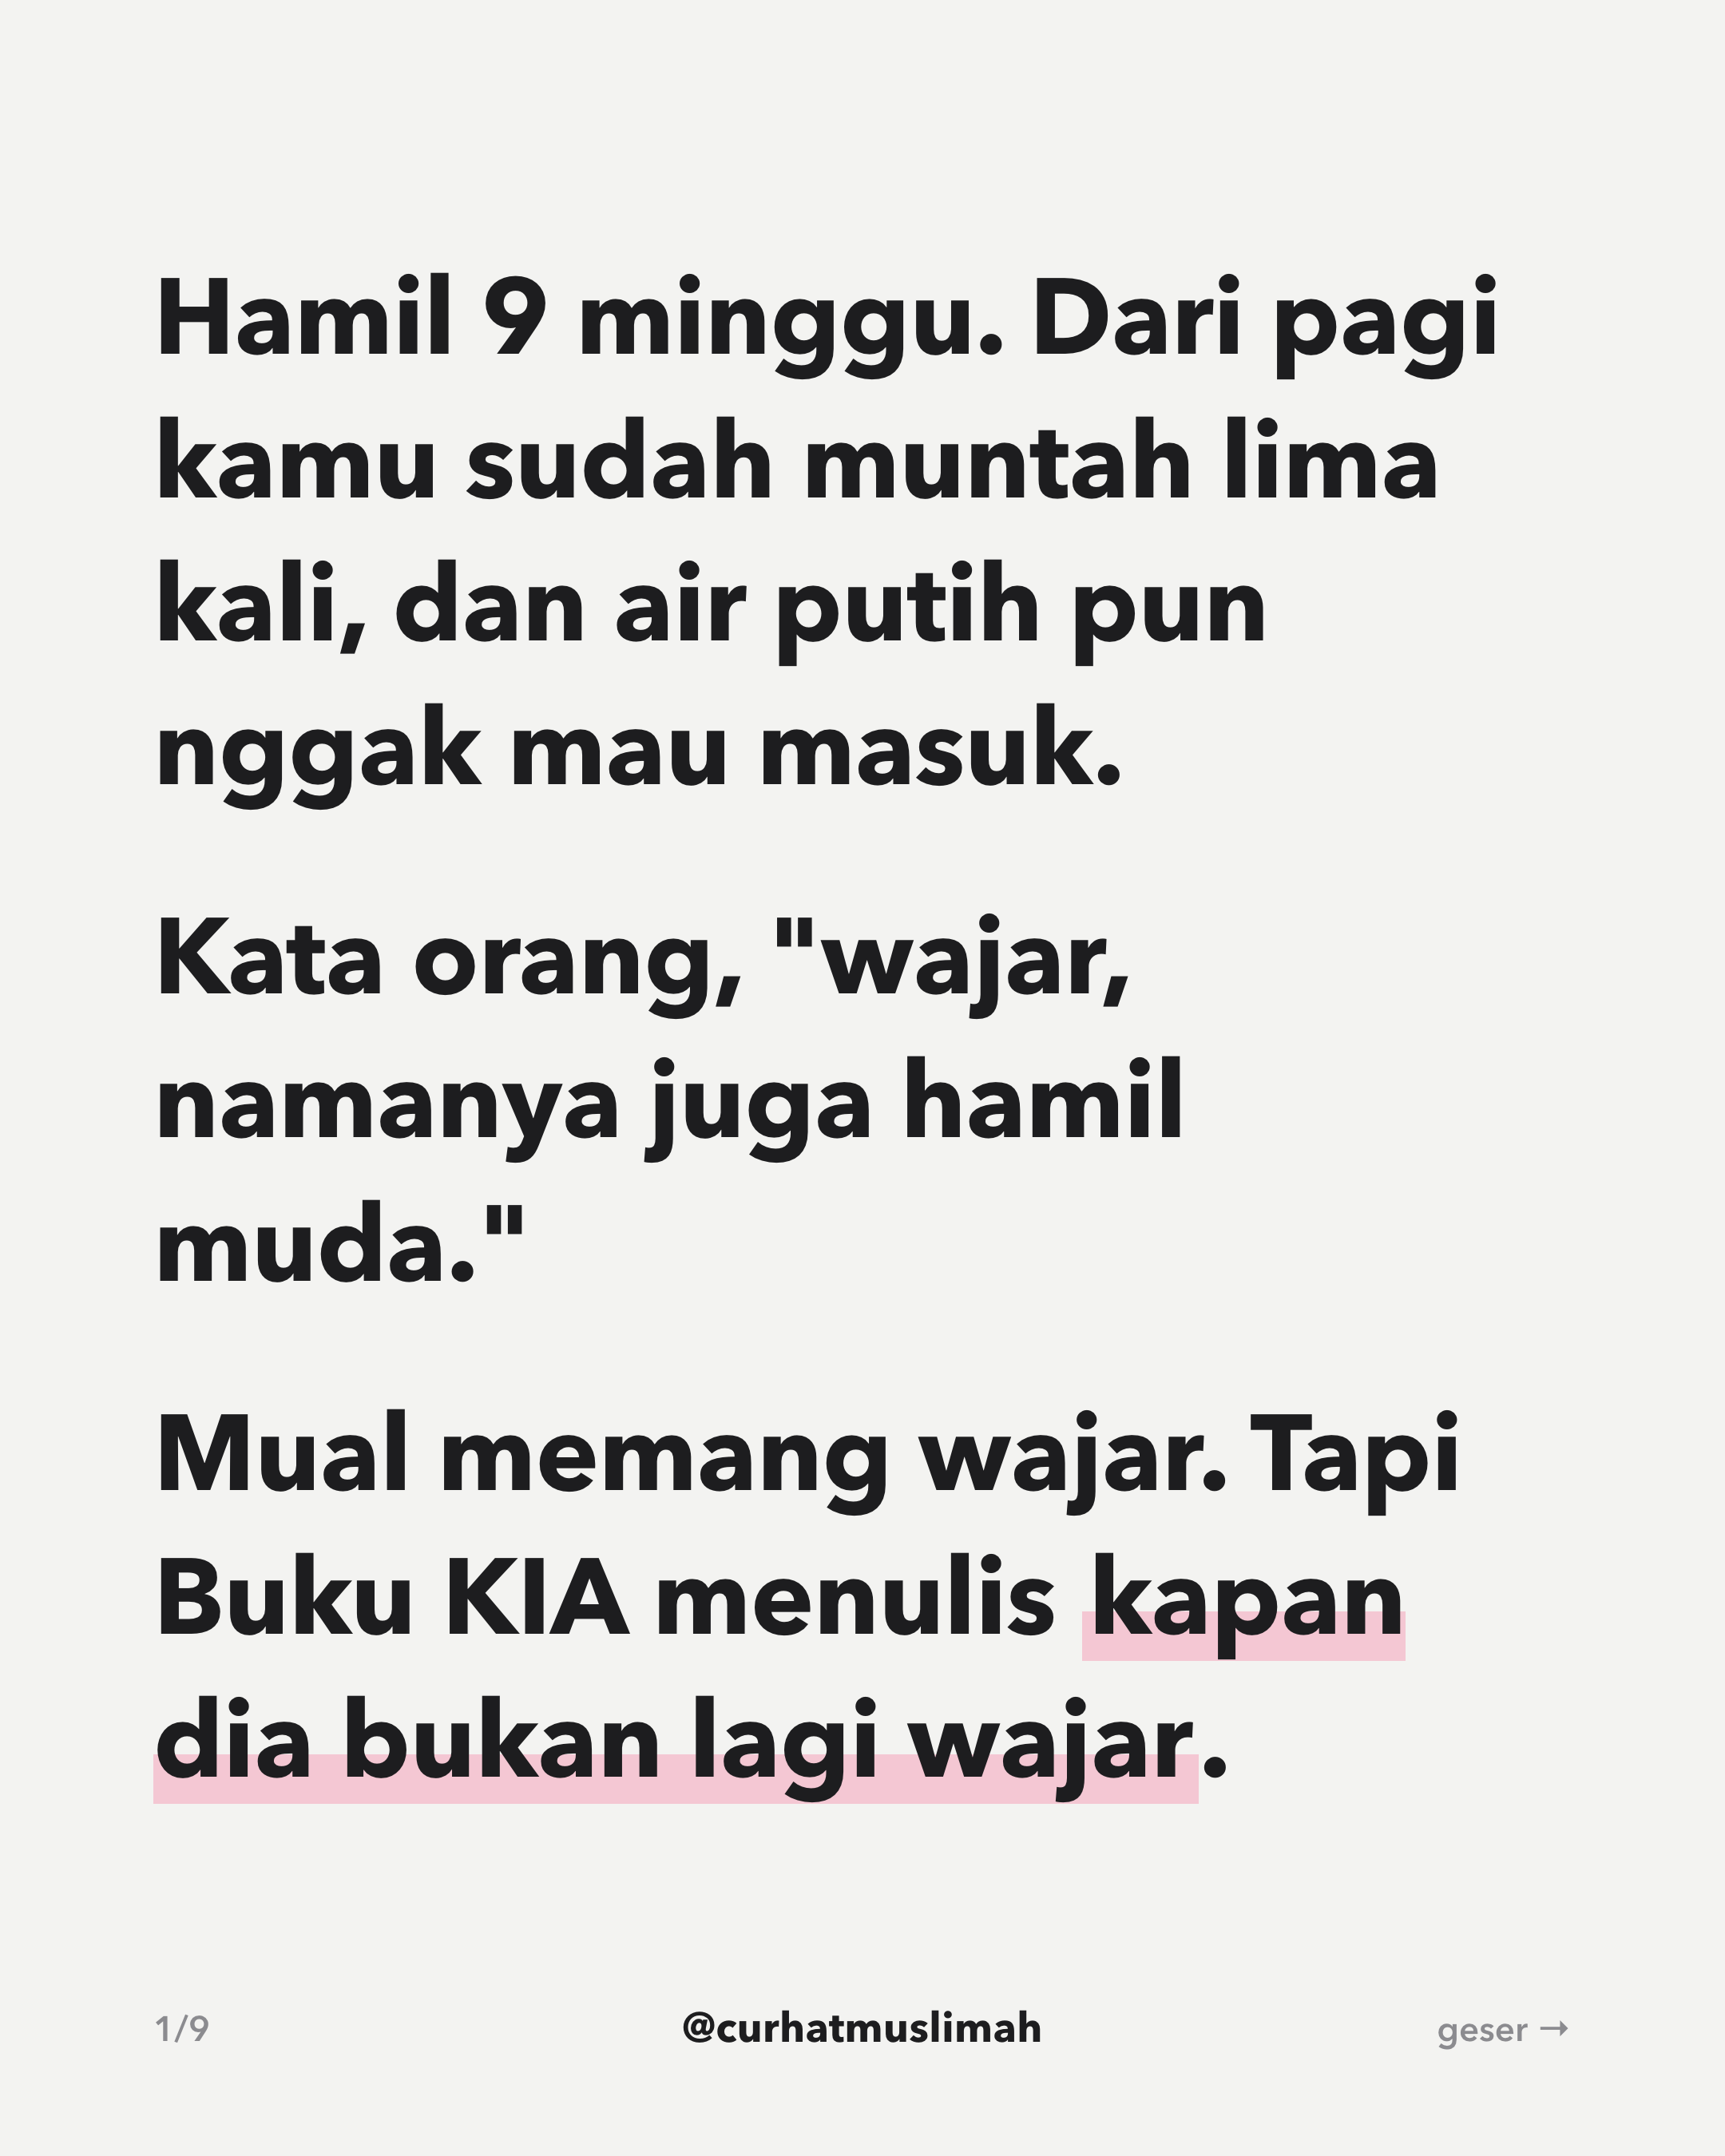 Hamil 9 minggu. Dari pagi
kamu sudah muntah lima
kali, dan air putih pun
nggak mau masuk.
Kata orang, "wajar,
namanya juga hamil
muda."
Mual memang wajar. Tapi
Buku KIA menulis kapan
dia bukan lagi wajar.
1/9
@curhatmuslimah
geser →